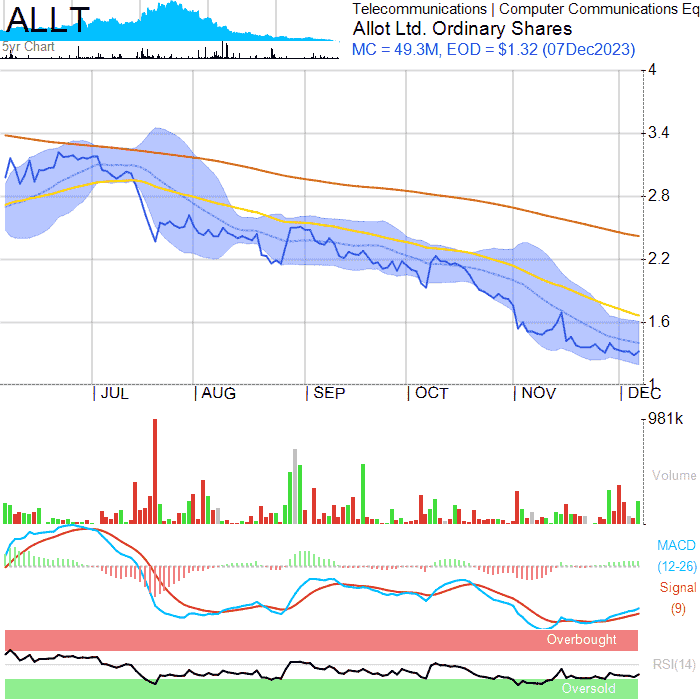 ALLT
5yr Chart
Telecommunications | Computer Communications Eq
Allot Ltd. Ordinary Shares
MC = 49.3M, EOD = $1.32 (07Dec2023)
4
3.4
2.8
2.2
1.6
1
JUL AUG SEP OCT NOV DEC
981k
Volume
MACD
(12-26)
Signal
(9)
Overbought
RSI(14)
Oversold